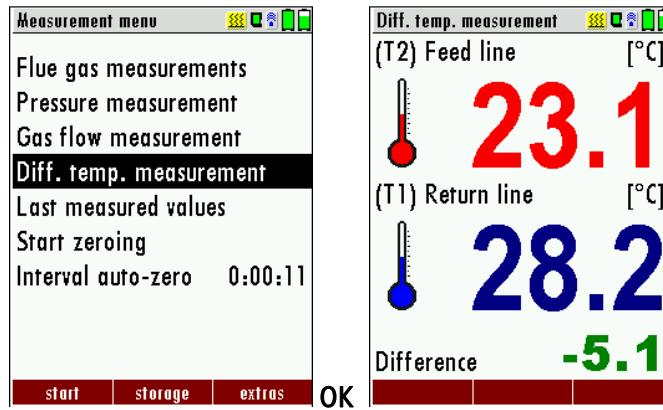 Measurement menu
Flue gas measurements
Pressure measurement
Gas flow measurement
Diff. temp. measurement
Last measured values
Start zeroing
Interval auto-zero 0:00:11
start storage extras
OK
Diff. temp. measurement
(T2) Feed line [°C]
23.1
(T1) Return line [°C]
28.2
Difference -5.1